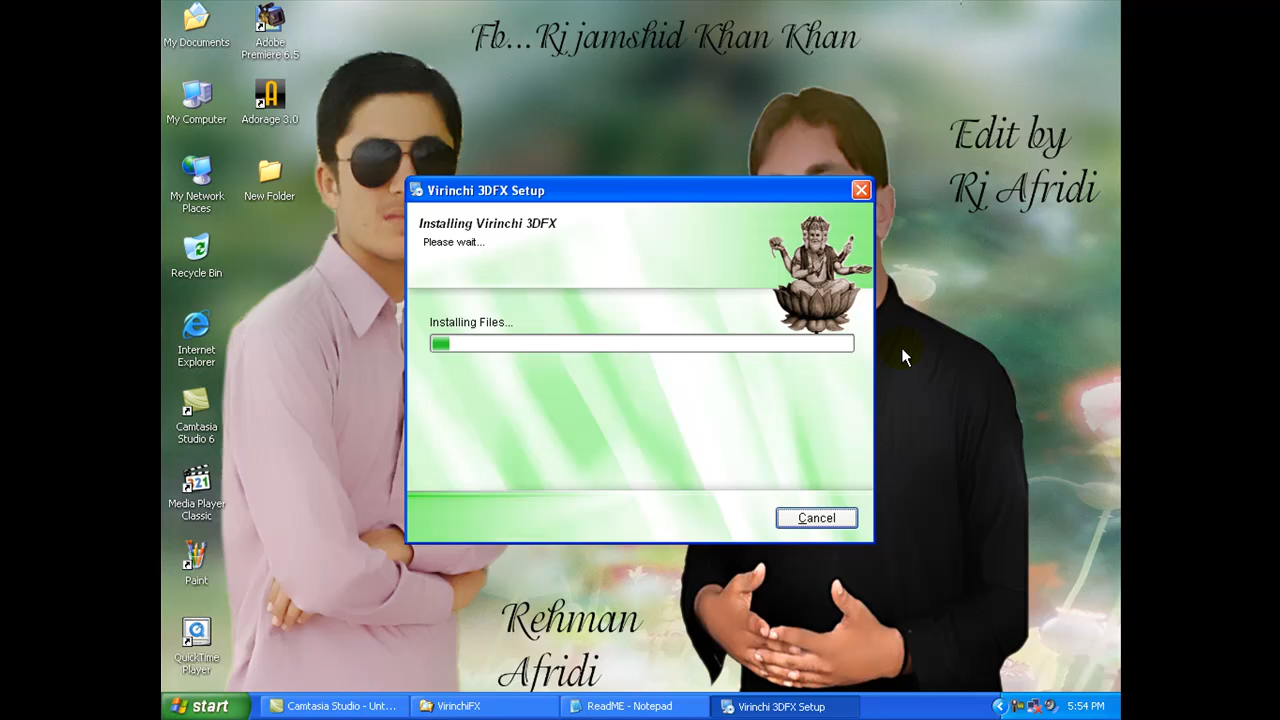 Fb...Rj jamshid Khan Khan
Edit by
Rj Afridi
Rehman
Afridi
My Documents
Adobe
Premiere 6.5
My Computer
Adorage 3.0
My Network
Places
New Folder
Recycle Bin
Internet
Explorer
Camtasia
Studio 6
Media Player
Classic
Paint
QuickTime
Player
Virinchi 3DFX Setup
Installing Virinchi 3DFX
Please wait...
Installing Files...
Cancel
start
Camtasia Studio - Unt...
VirinchiFX
ReadME - Notepad
Virinchi 3DFX Setup
5:54 PM